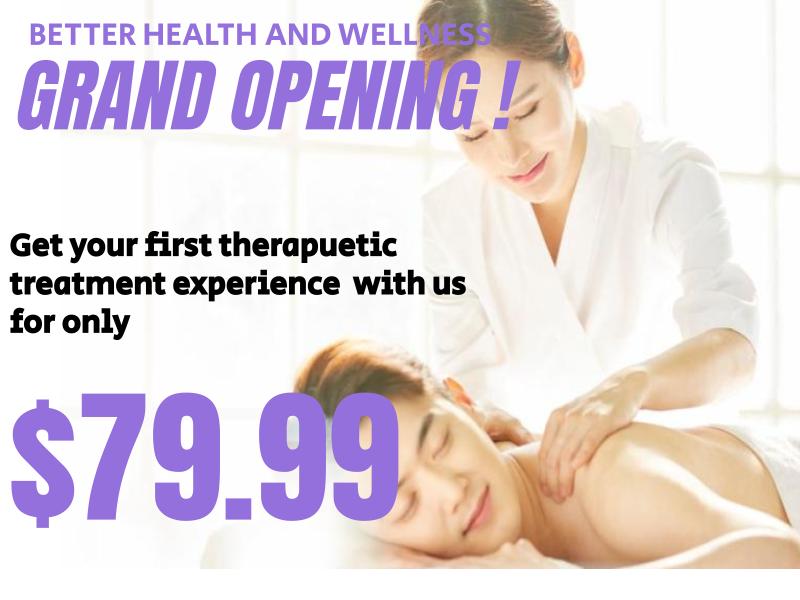 BETTER HEALTH AND WELLNESS
GRAND OPENING !
Get your first therapuetic
treatment experience with us
for only
$79.99